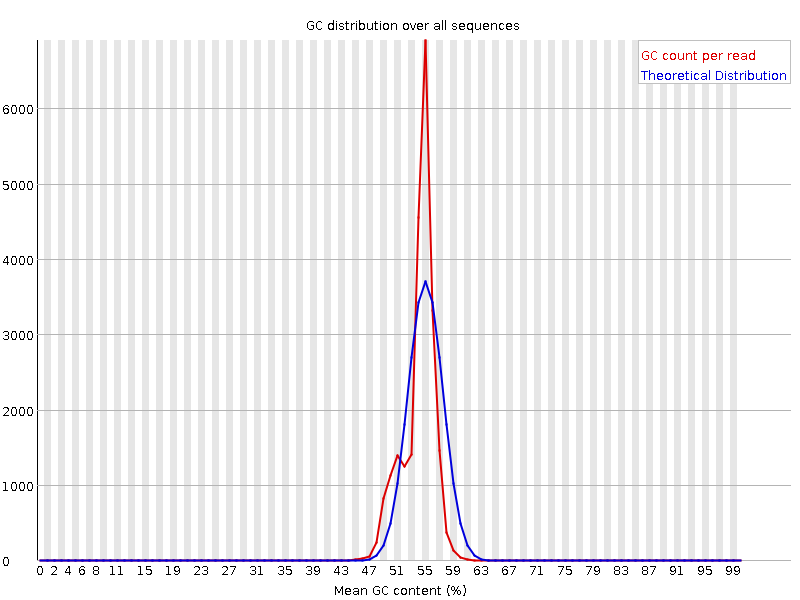 GC distribution over all sequences
GC count per read
Theoretical Distribution
6000
5000
4000
3000
2000
1000
0
0 2 4 6 8 11 15 19 23 27 31 35 39 43 47 51 55 59 63 67 71 75 79 83 87 91 95 99
Mean GC content (%)